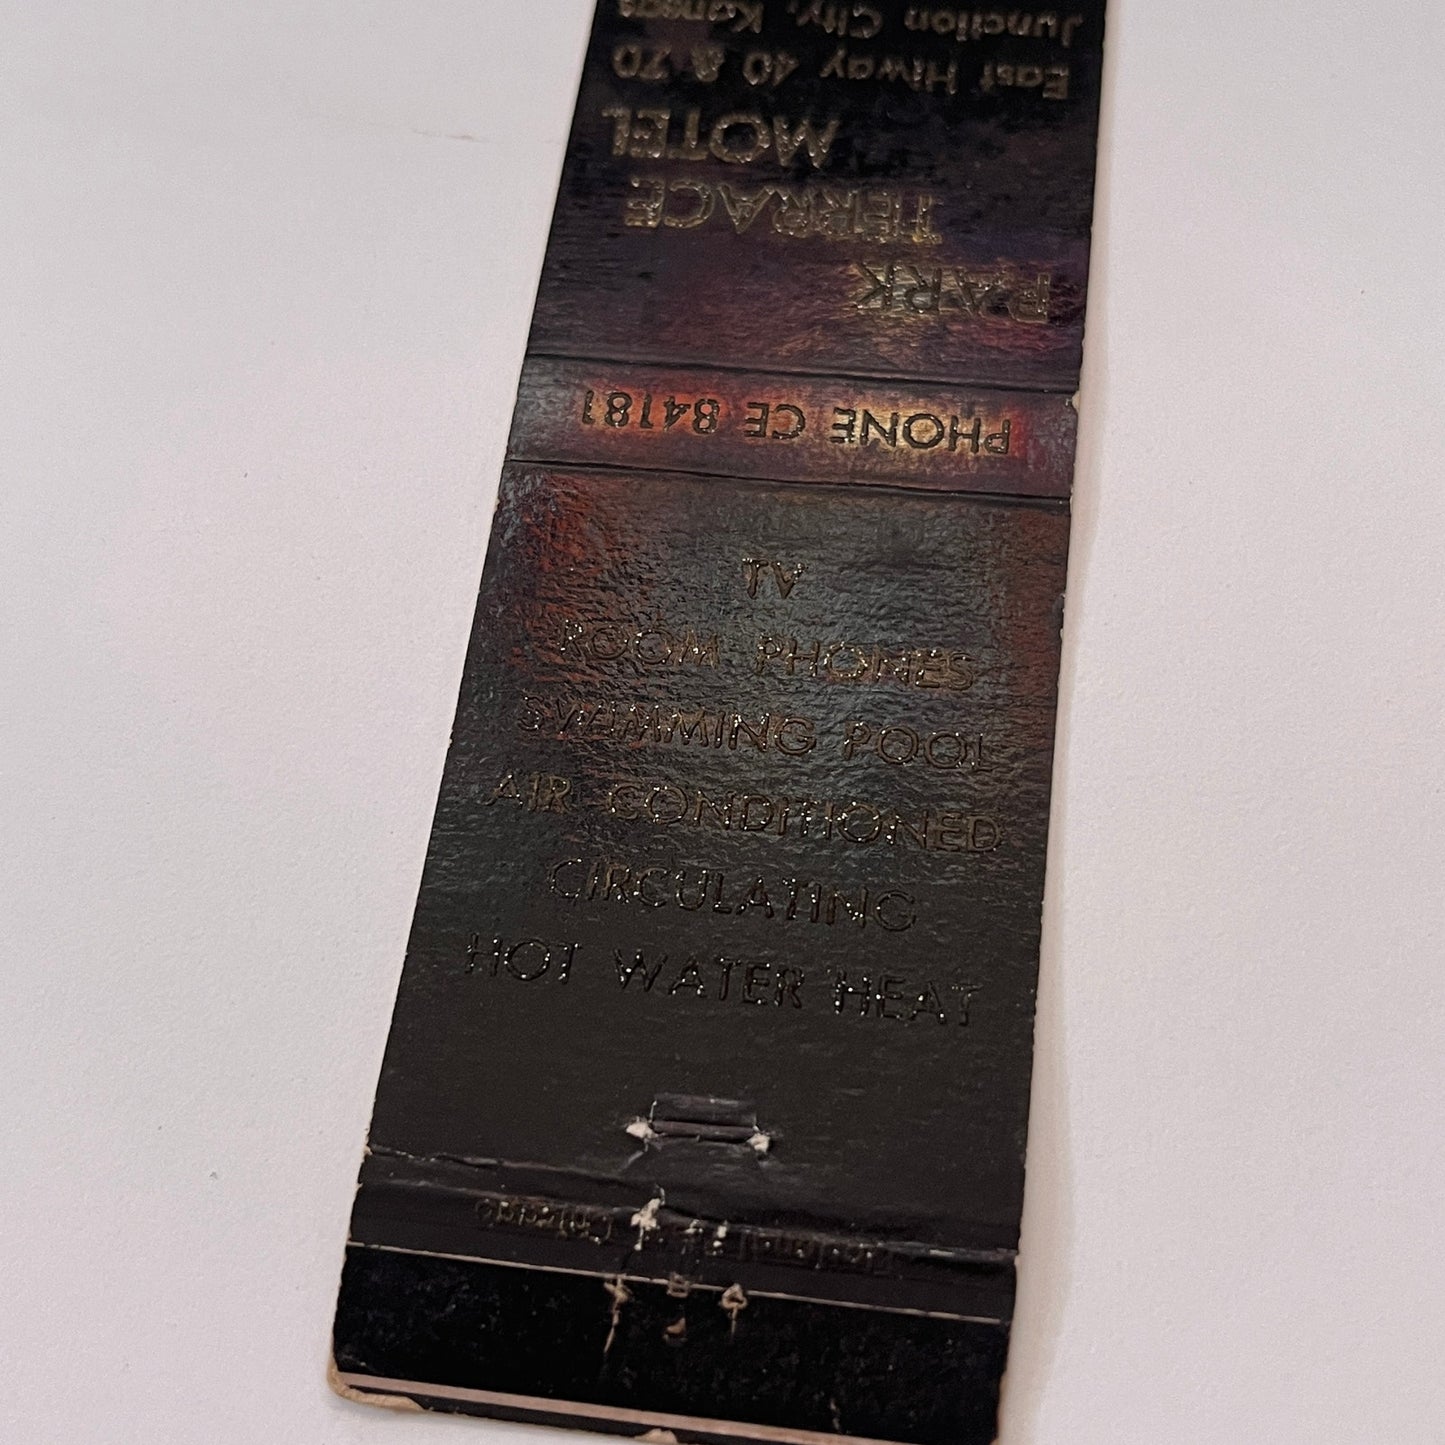 PARK
TERRACE
MOTEL
East Hiway 40 & 70
Junction City, Kansas
PHONE CE 84181
TV
ROOM PHONES
SWIMMING POOL
AIR CONDITIONED
CIRCULATING
HOT WATER HEAT